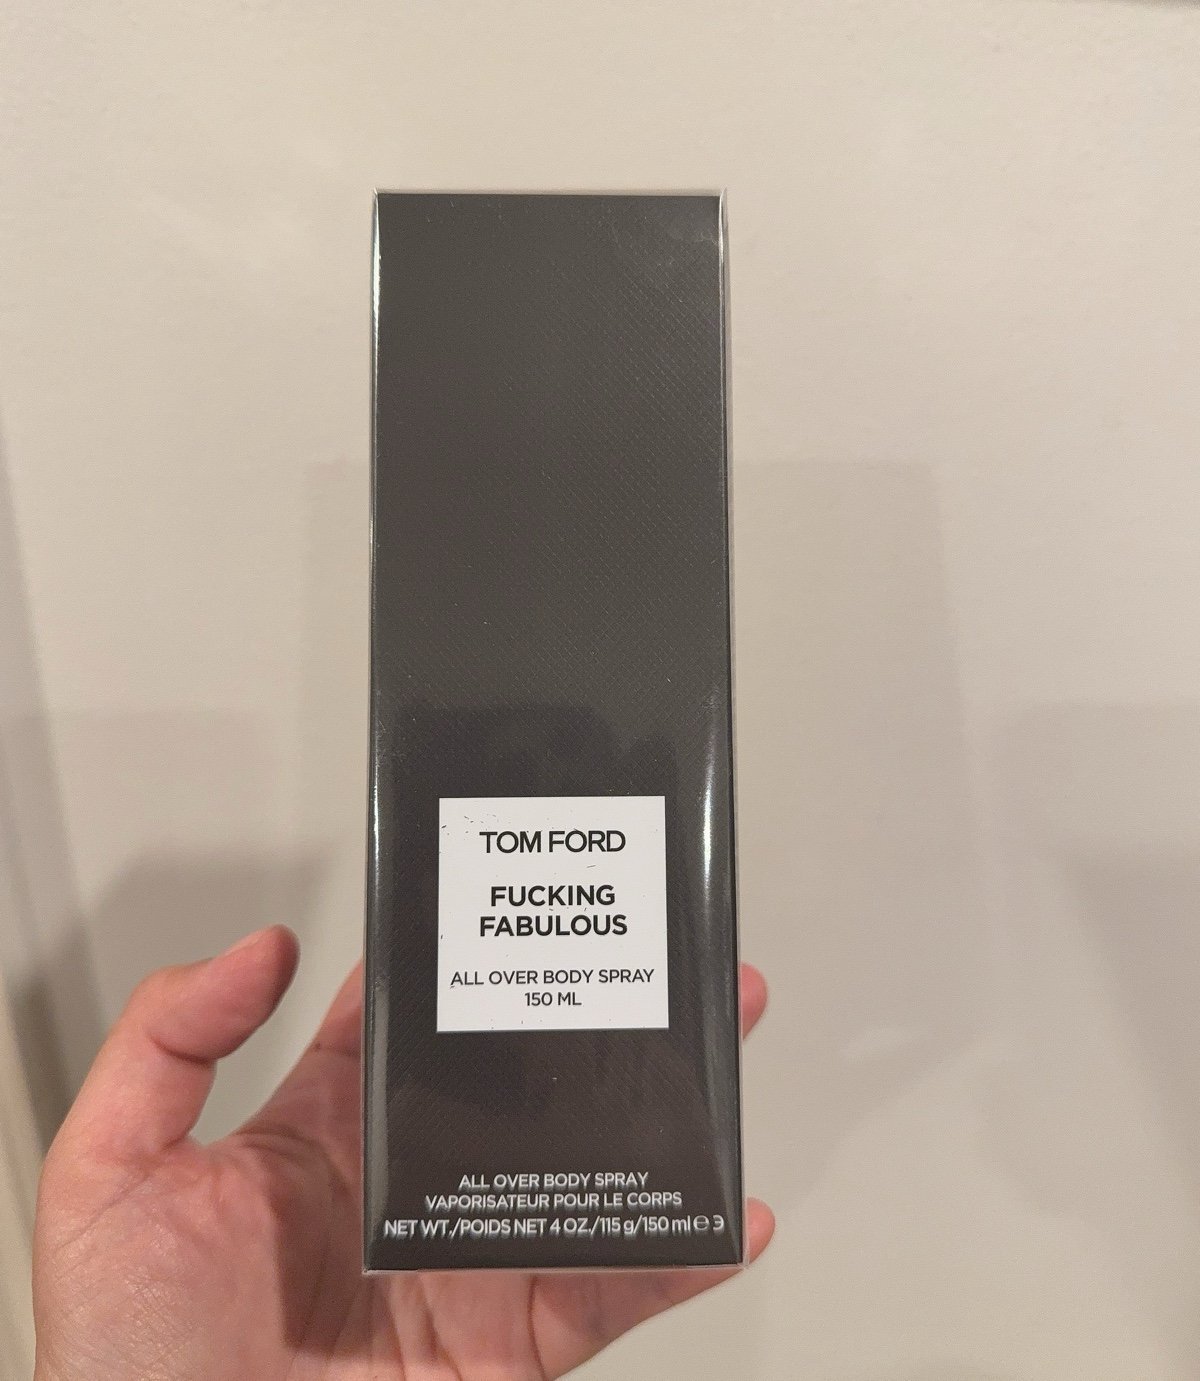 TOM FORD
FUCKING
FABULOUS
ALL OVER BODY SPRAY
150 ML
ALL OVER BODY SPRAY
VAPORISATEUR POUR LE CORPS
NET WT./POIDS NET 4 OZ./115 g/150 ml ℮ Э